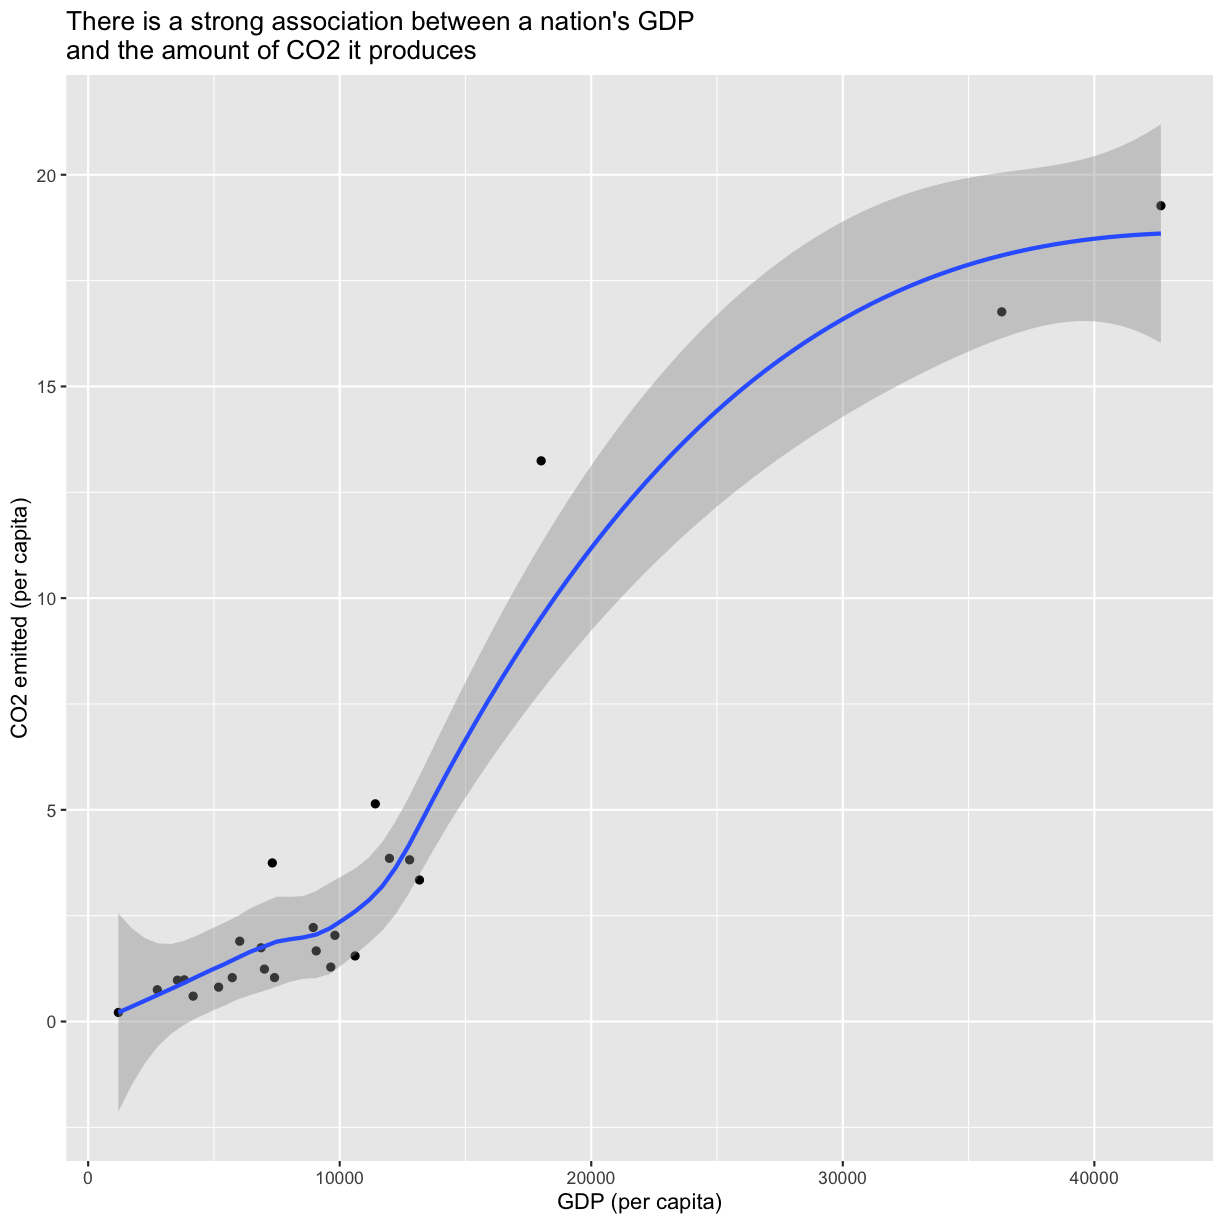 There is a strong association between a nation's GDP
and the amount of CO2 it produces
CO2 emitted (per capita)
20
15
10
5
0
0
10000
20000
30000
40000
GDP (per capita)